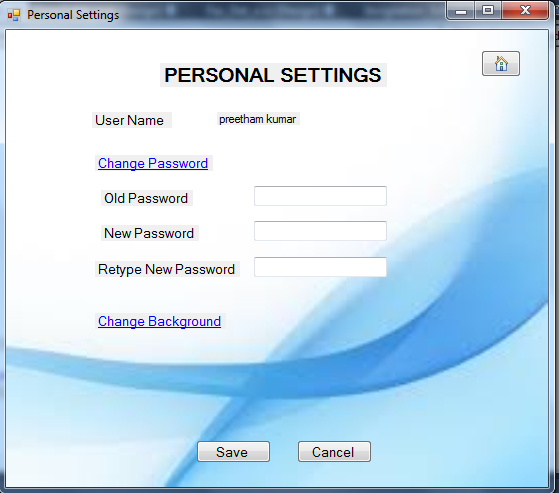 Personal Settings
PERSONAL SETTINGS
User Name preetham kumar
Change Password
Old Password
New Password
Retype New Password
Change Background
Save Cancel